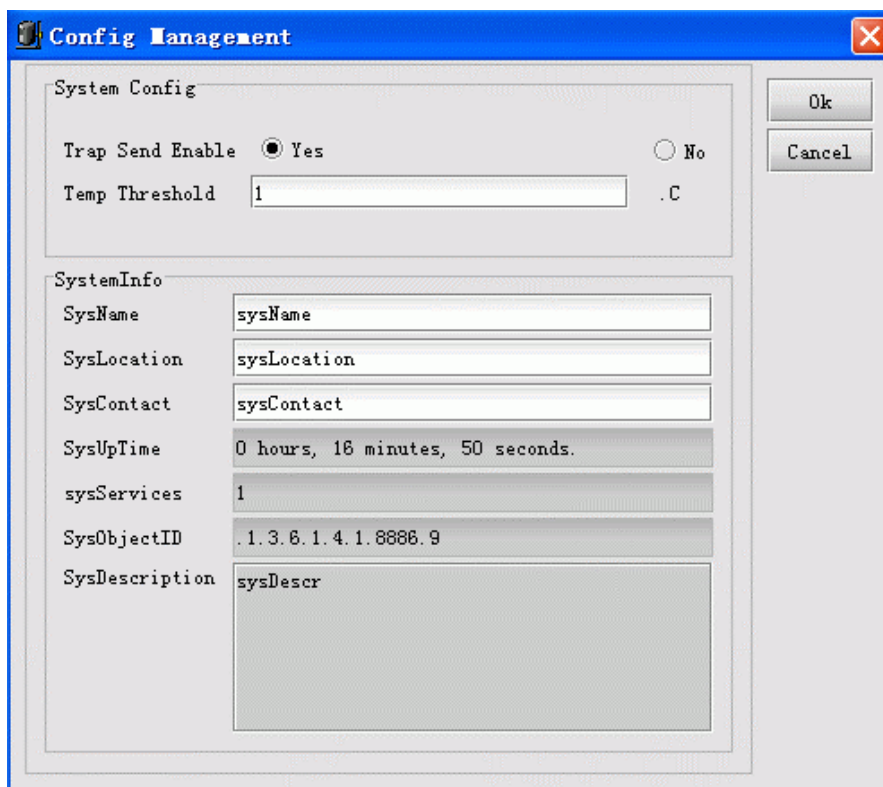 Config Management
System Config
Ok
Trap Send Enable Yes No
Cancel
Temp Threshold 1 .C
SystemInfo
SysName sysName
SysLocation sysLocation
SysContact sysContact
SysUpTime 0 hours, 16 minutes, 50 seconds.
sysServices 1
SysObjectID .1.3.6.1.4.1.8886.9
SysDescription sysDescr